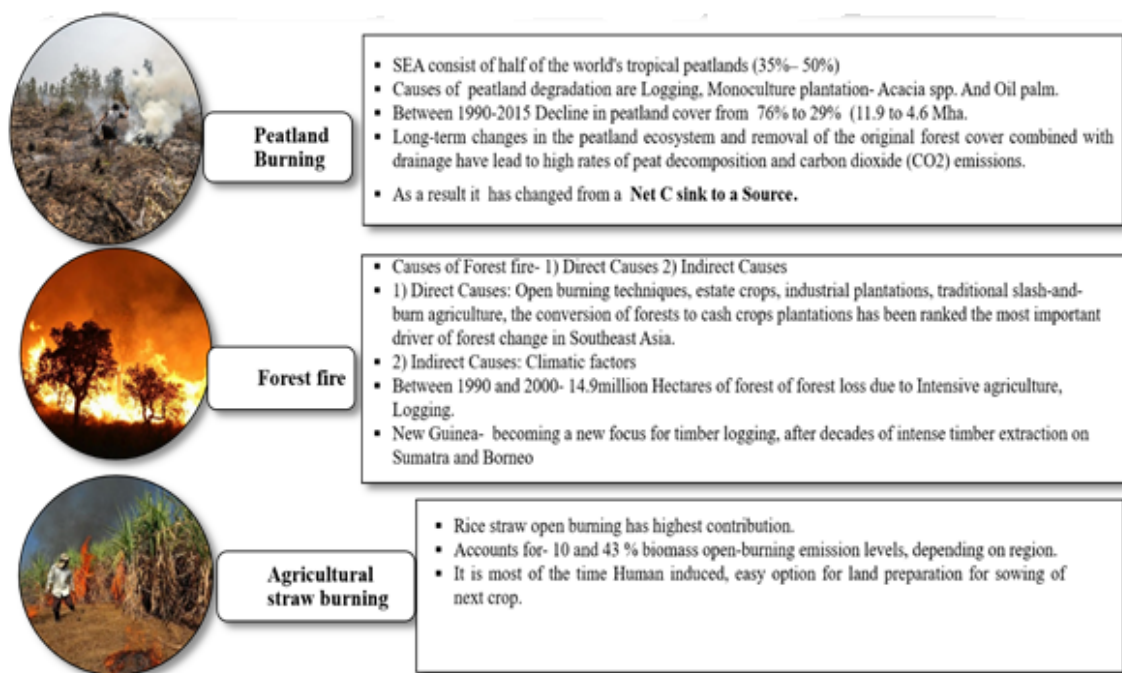 Peatland
Burning
▪ SEA consist of half of the world's tropical peatlands (35%– 50%)
▪ Causes of peatland degradation are Logging, Monoculture plantation- Acacia spp. And Oil palm.
▪ Between 1990-2015 Decline in peatland cover from 76% to 29% (11.9 to 4.6 Mha.
▪ Long-term changes in the peatland ecosystem and removal of the original forest cover combined with
drainage have lead to high rates of peat decomposition and carbon dioxide (CO2) emissions.
▪ As a result it has changed from a Net C sink to a Source.
Forest fire
▪ Causes of Forest fire- 1) Direct Causes 2) Indirect Causes
▪ 1) Direct Causes: Open burning techniques, estate crops, industrial plantations, traditional slash-and-
burn agriculture, the conversion of forests to cash crops plantations has been ranked the most important
driver of forest change in Southeast Asia.
▪ 2) Indirect Causes: Climatic factors
▪ Between 1990 and 2000- 14.9million Hectares of forest of forest loss due to Intensive agriculture,
Logging.
▪ New Guinea- becoming a new focus for timber logging, after decades of intense timber extraction on
Sumatra and Borneo
Agricultural
straw burning
▪ Rice straw open burning has highest contribution.
▪ Accounts for- 10 and 43 % biomass open-burning emission levels, depending on region.
▪ It is most of the time Human induced, easy option for land preparation for sowing of
next crop.